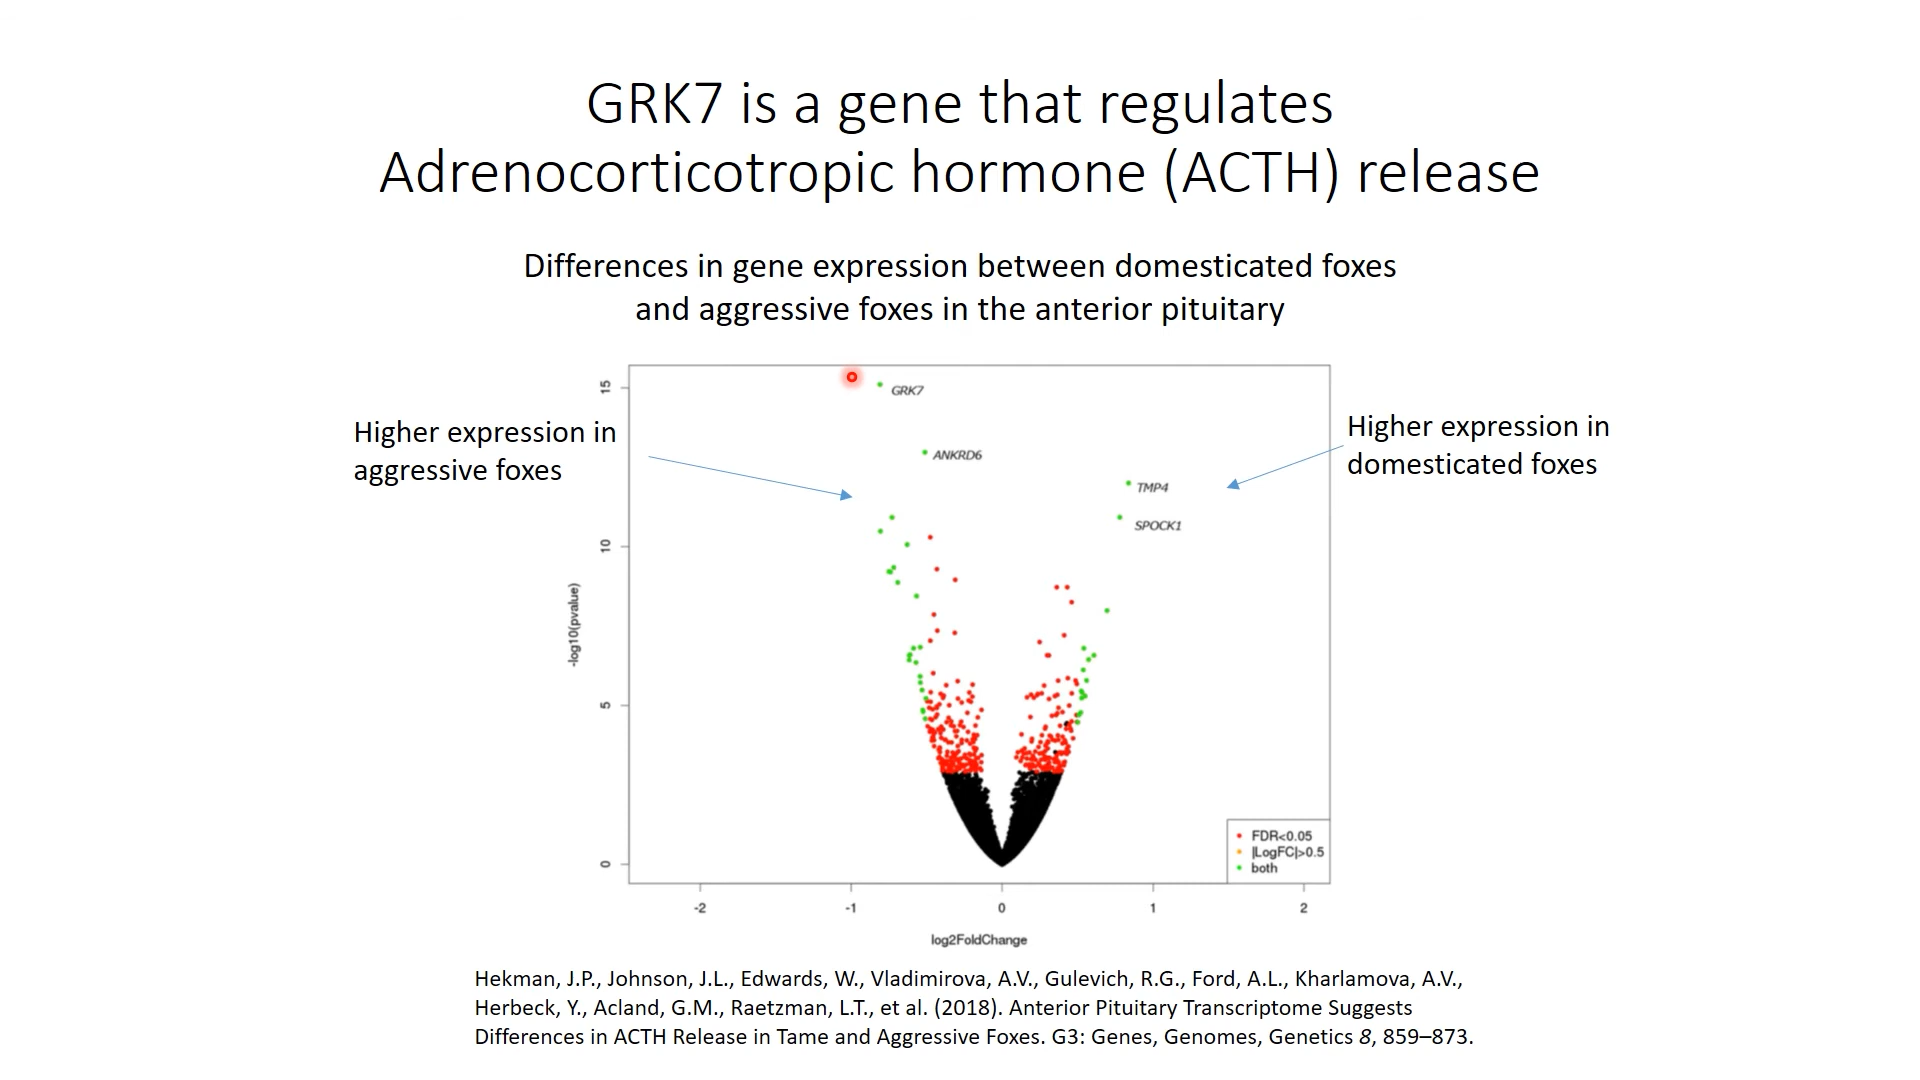 GRK7 is a gene that regulates
Adrenocorticotropic hormone (ACTH) release
Differences in gene expression between domesticated foxes
and aggressive foxes in the anterior pituitary
Higher expression in
aggressive foxes
Higher expression in
domesticated foxes
GRK7
ANKRD6
TMP4
SPOCK1
15
10
5
0
-log10(pvalue)
FDR<0.05
|LogFC|>0.5
both
-2 -1 0 1 2
log2FoldChange
Hekman, J.P., Johnson, J.L., Edwards, W., Vladimirova, A.V., Gulevich, R.G., Ford, A.L., Kharlamova, A.V.,
Herbeck, Y., Acland, G.M., Raetzman, L.T., et al. (2018). Anterior Pituitary Transcriptome Suggests
Differences in ACTH Release in Tame and Aggressive Foxes. G3: Genes, Genomes, Genetics 8, 859–873.